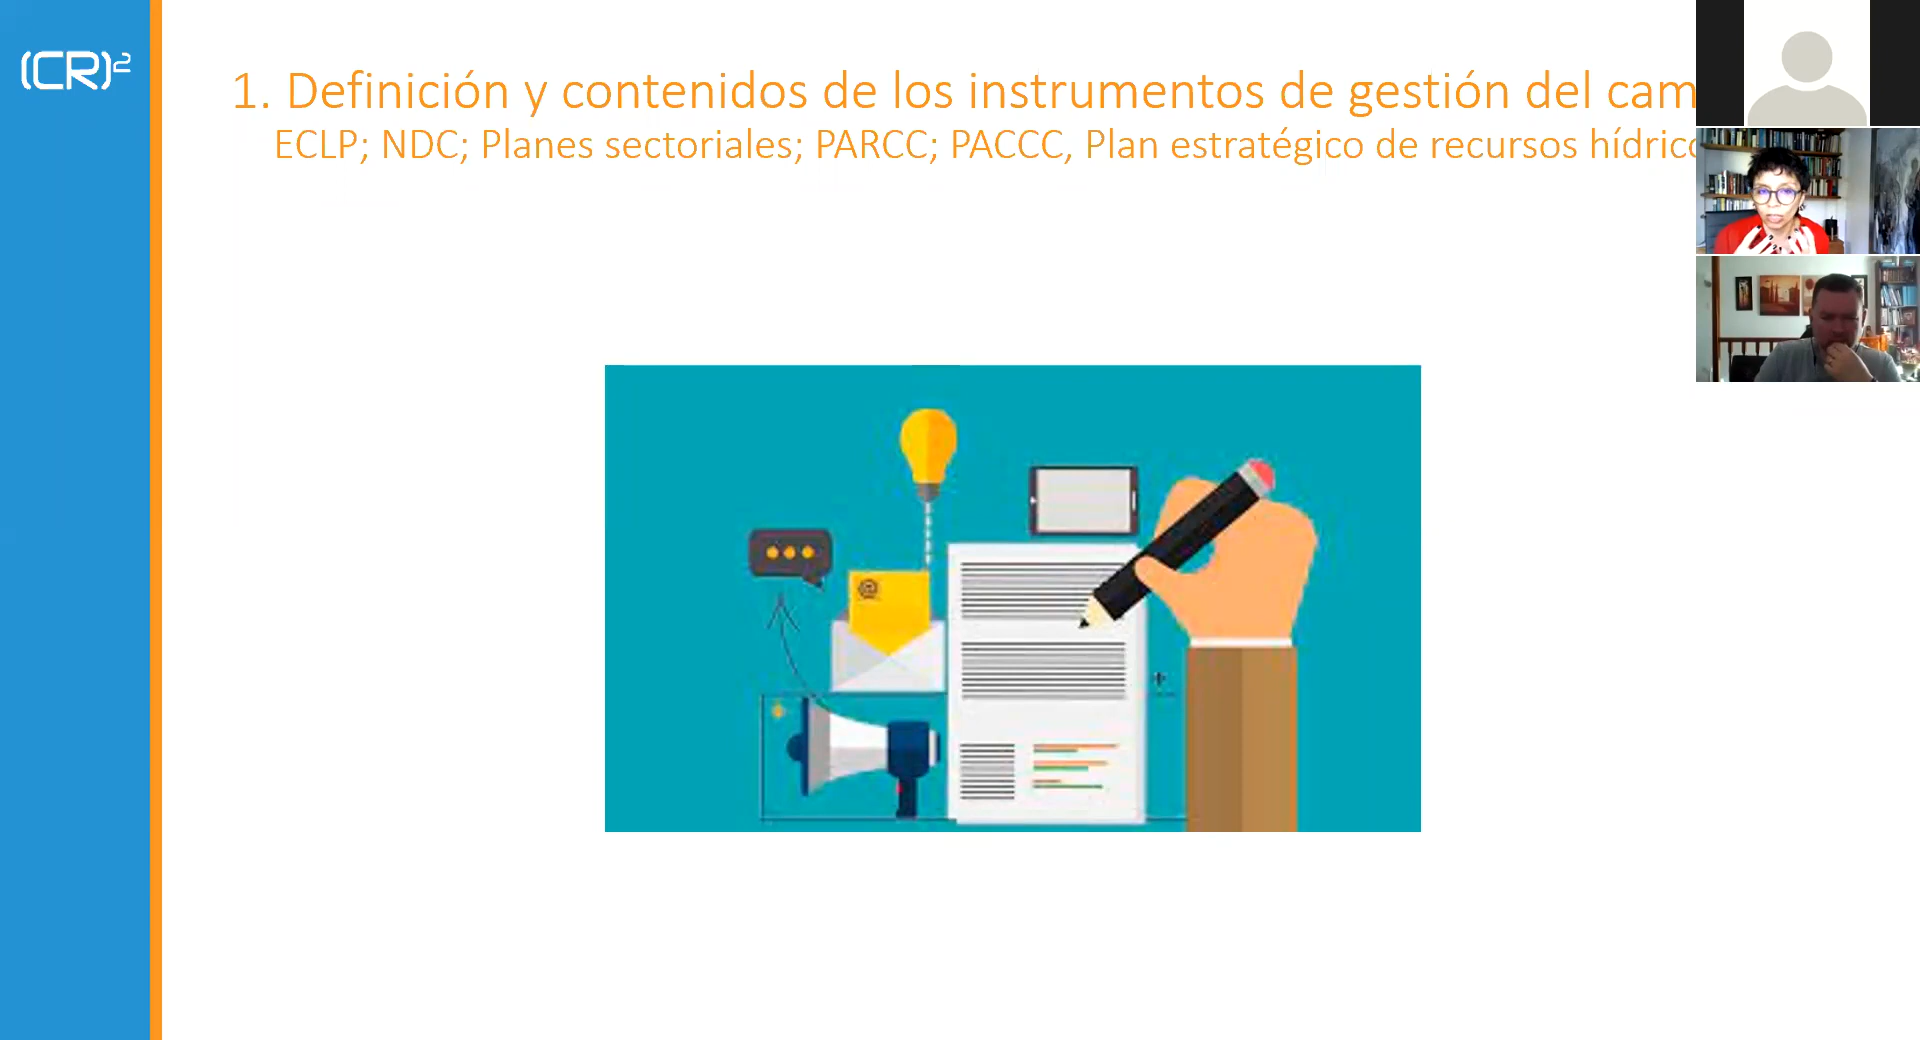 (CR)²
1. Definición y contenidos de los instrumentos de gestión del cam
ECLP; NDC; Planes sectoriales; PARCC; PACCC, Plan estratégico de recursos hídrico
@